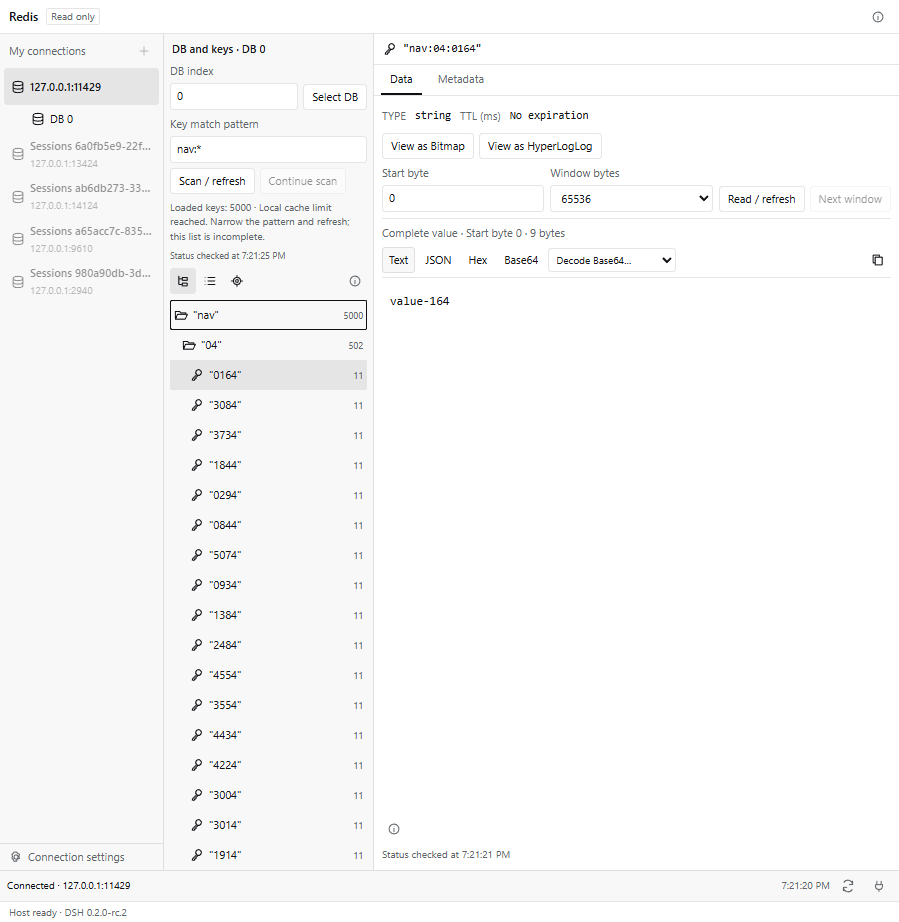 Redis Read only
My connections
127.0.0.1:11429
DB 0
Sessions 6a0fb5e9-22f...
127.0.0.1:13424
Sessions ab6db273-33...
127.0.0.1:14124
Sessions a65acc7c-835...
127.0.0.1:9610
Sessions 980a90db-3d...
127.0.0.1:2940
Connection settings
DB and keys · DB 0
DB index
0 Select DB
Key match pattern
nav:*
Scan / refresh Continue scan
Loaded keys: 5000 · Local cache limit
reached. Narrow the pattern and refresh;
this list is incomplete.
Status checked at 7:21:25 PM
"nav" 5000
"04" 502
"0164" 11
"3084" 11
"3734" 11
"1844" 11
"0294" 11
"0844" 11
"5074" 11
"0934" 11
"1384" 11
"2484" 11
"4554" 11
"3554" 11
"4434" 11
"4224" 11
"3004" 11
"3014" 11
"1914" 11
"nav:04:0164"
Data Metadata
TYPE string TTL (ms) No expiration
View as Bitmap View as HyperLogLog
Start byte Window bytes
0 65536 Read / refresh Next window
Complete value · Start byte 0 · 9 bytes
Text JSON Hex Base64 Decode Base64...
value-164
Status checked at 7:21:21 PM
Connected · 127.0.0.1:11429 7:21:20 PM
Host ready · DSH 0.2.0-rc.2